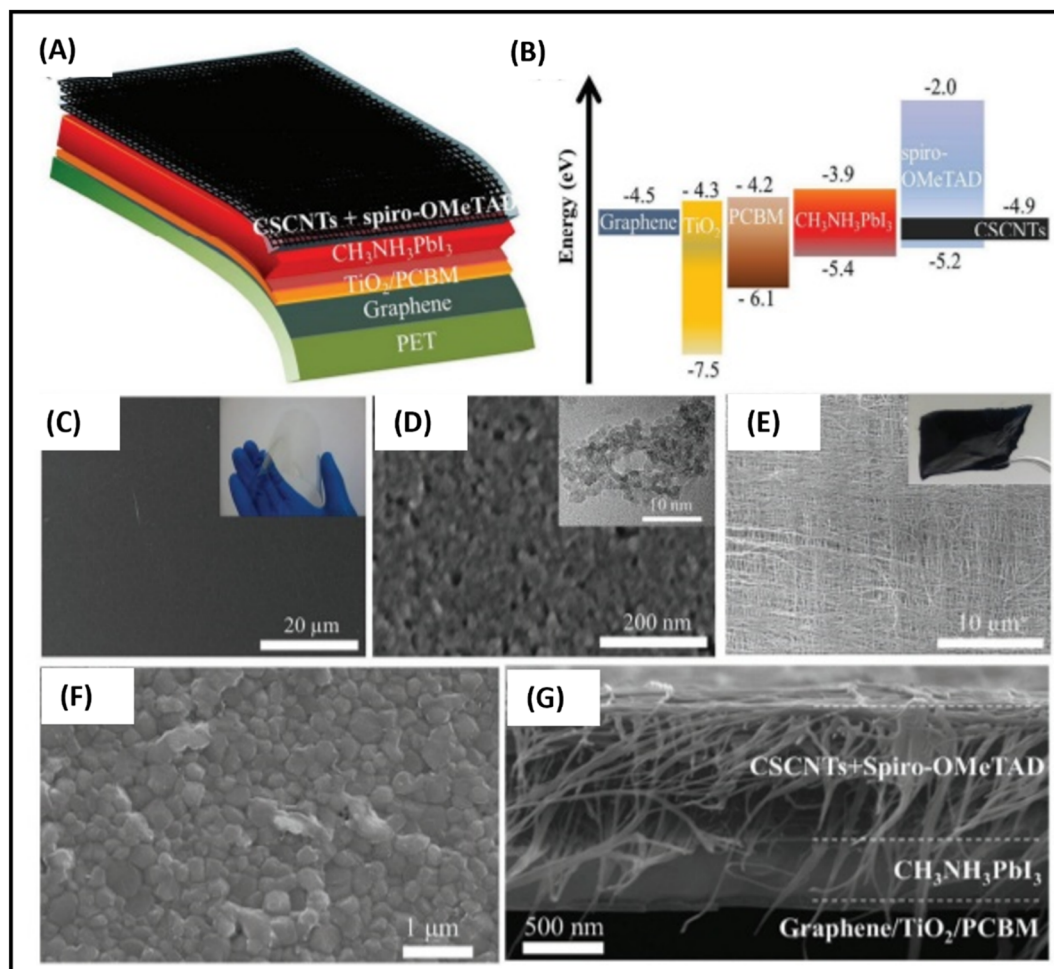 (A)
CSCNTs + spiro-OMeTAD
CH₃NH₃PbI₃
TiO₂/PCBM
Graphene
PET
(B)
Energy (eV)
-4.5
Graphene
- 4.3
TiO₂
-7.5
- 4.2
PCBM
- 6.1
-3.9
CH₃NH₃PbI₃
-5.4
-2.0
spiro-
OMeTAD
-5.2
-4.9
CSCNTs
(C)
20 µm
(D)
10 nm
200 nm
(E)
10 µm
(F)
1 µm
(G)
CSCNTs+Spiro-OMeTAD
CH₃NH₃PbI₃
Graphene/TiO₂/PCBM
500 nm